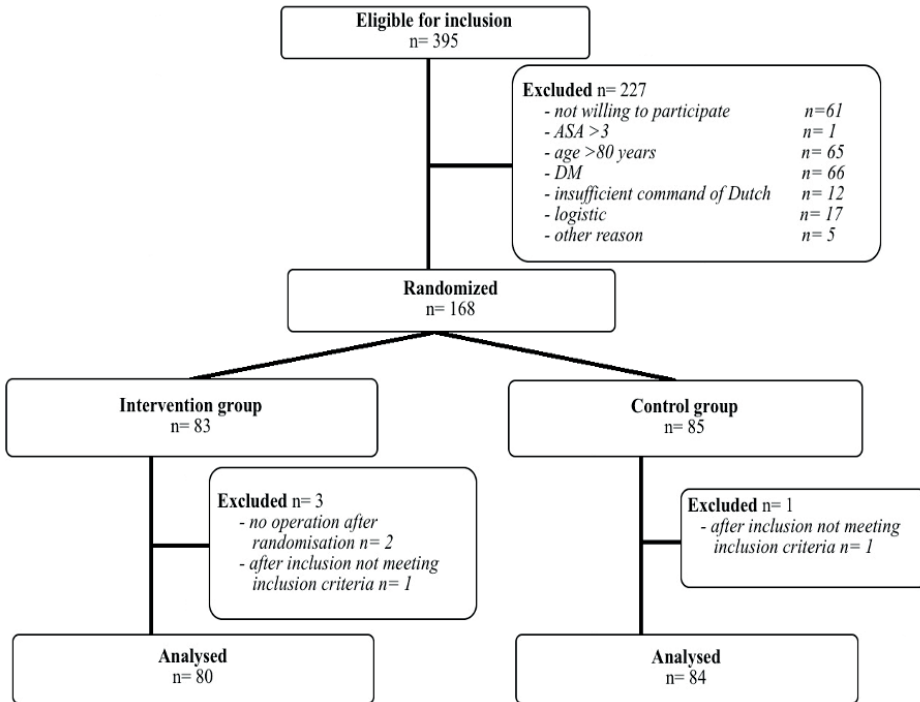 Eligible for inclusion
n= 395
Excluded n= 227
- not willing to participate n=61
- ASA >3 n= 1
- age >80 years n= 65
- DM n= 66
- insufficient command of Dutch n= 12
- logistic n= 17
- other reason n= 5
Randomized
n= 168
Intervention group
n= 83
Control group
n= 85
Excluded n= 3
- no operation after
randomisation n= 2
- after inclusion not meeting
inclusion criteria n= 1
Excluded n= 1
- after inclusion not meeting
inclusion criteria n= 1
Analysed
n= 80
Analysed
n= 84